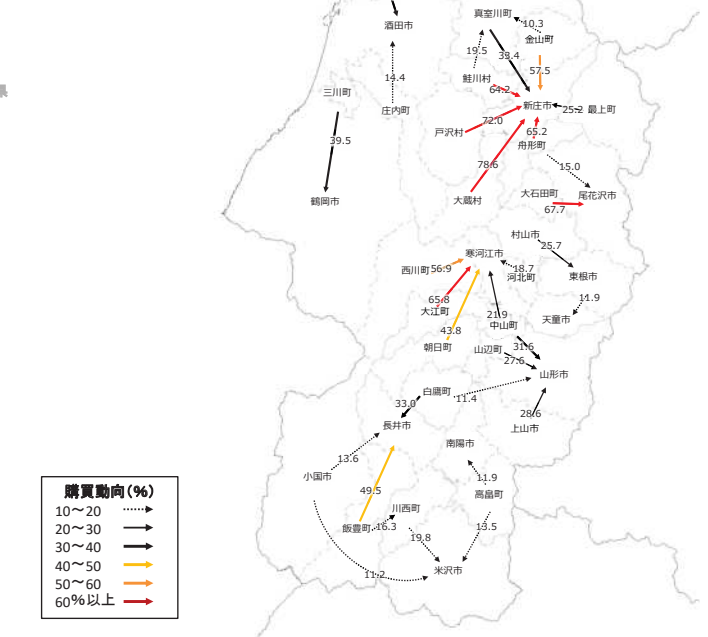 真室川町
10.3
酒田市
金山町
19.5
33.4
57.5
14.4
鮭川村
64.2
三川町
新庄市
25.2 最上町
庄内町
72.0
戸沢村
65.2
39.5
舟形町
78.6
15.0
鶴岡市
大蔵村
大石田町
尾花沢市
67.7
村山市
25.7
寒河江市
西川町 56.9
18.7
河北町
東根市
65.8
大江町
11.9
21.9
中山町
天童市
43.8
朝日町
山辺町
31.6
27.6
山形市
白鷹町
11.4
33.0
28.6
長井市
上山市
南陽市
13.6
小国市
11.9
49.5
高畠町
購買動向(%)
10～20
20～30
30～40
40～50
50～60
60%以上
川西町
飯豊町 16.3
13.5
19.8
11.2
米沢市